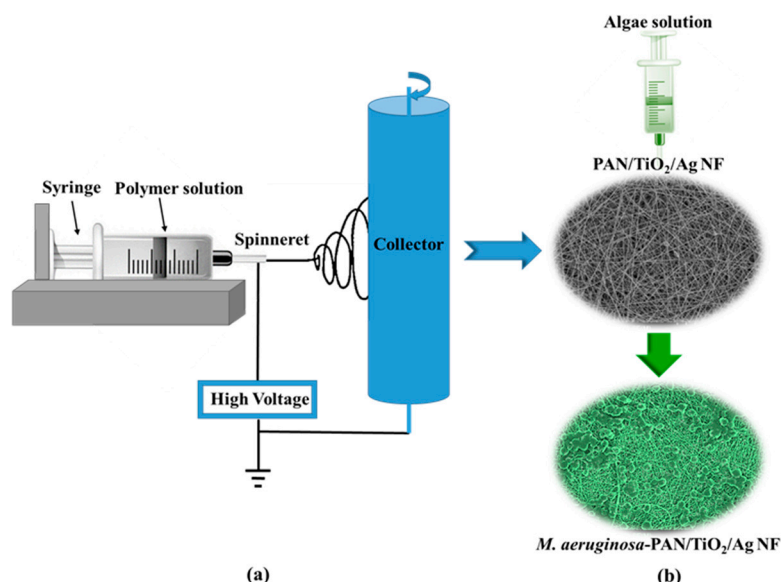 Algae solution
PAN/TiO₂/Ag NF
Syringe
Polymer solution
Spinneret
Collector
High Voltage
M. aeruginosa-PAN/TiO₂/Ag NF
(a)
(b)